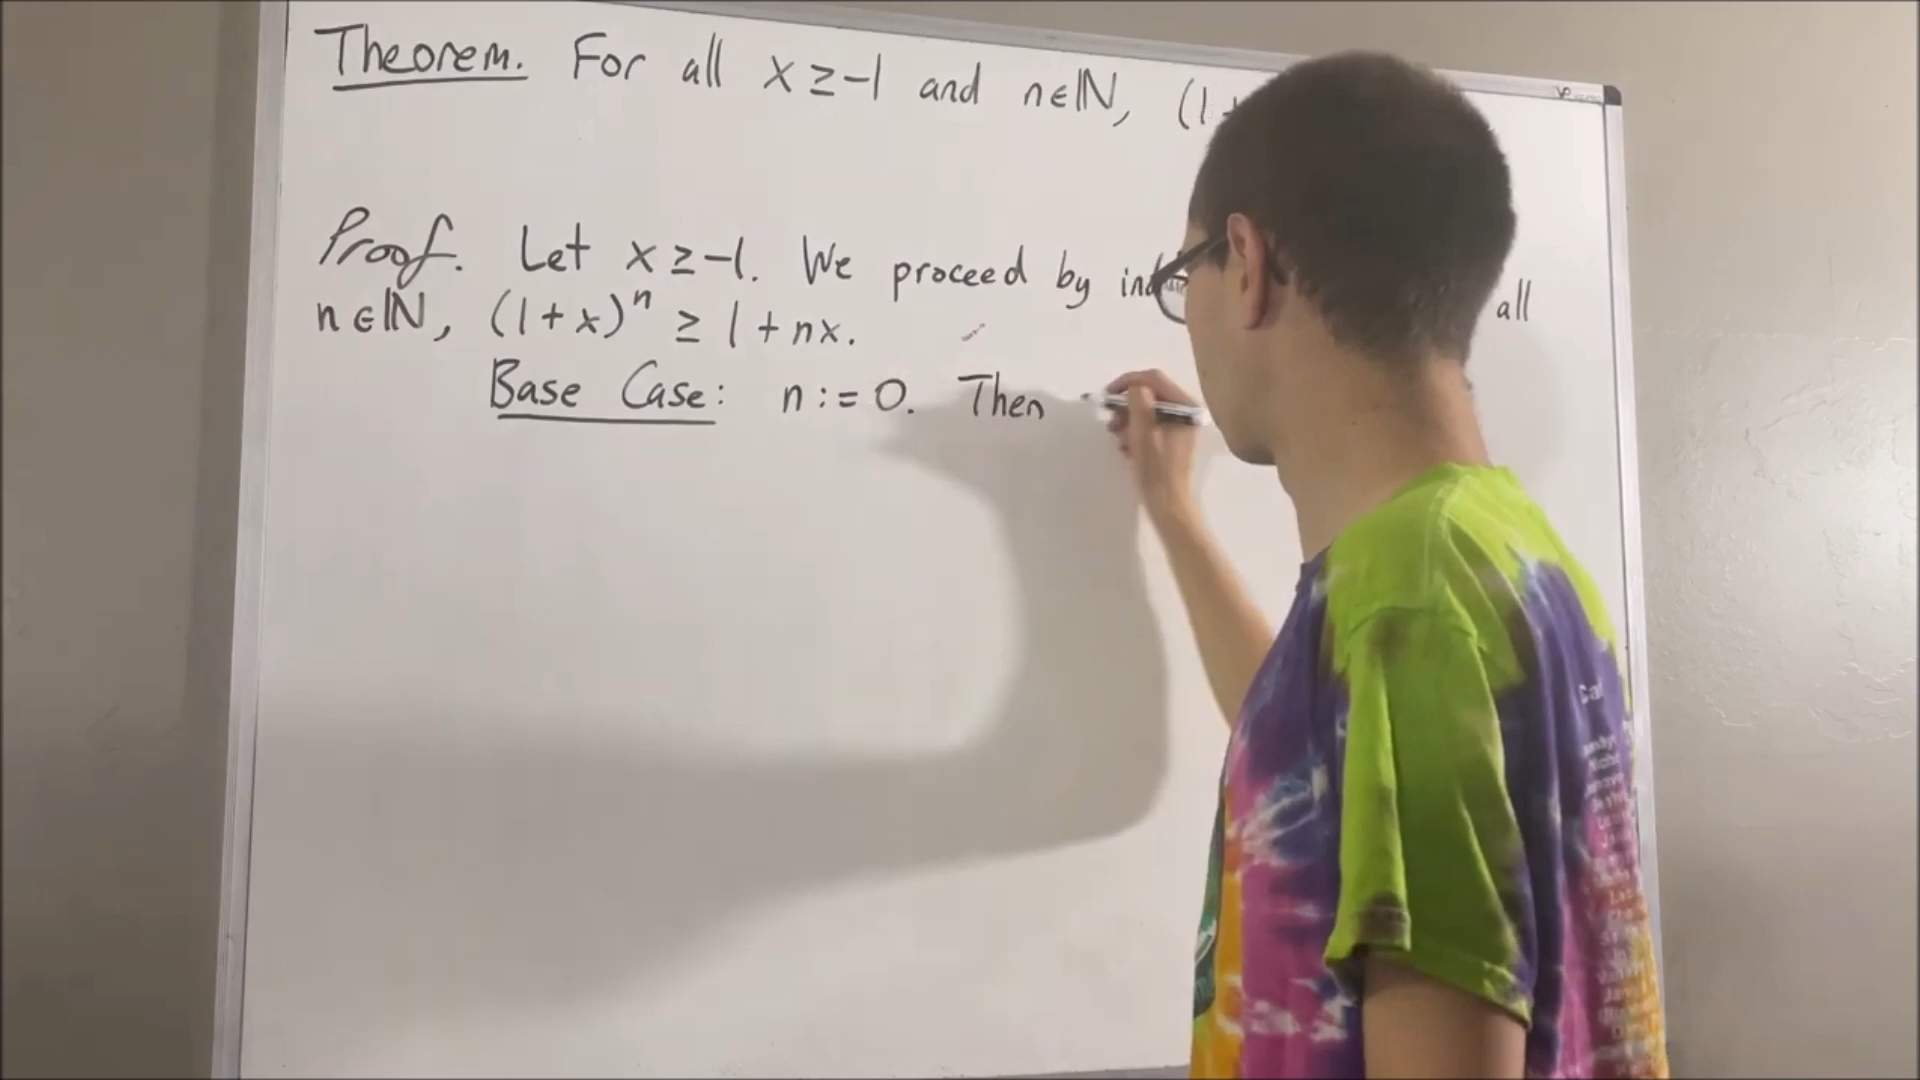 Theorem. For all x ≥ -1 and n∈ℕ, (1+
Proof. Let x ≥ -1. We proceed by ind all
n∈ℕ, (1+x)ⁿ ≥ 1+nx.
Base Case: n := 0. Then
Cal